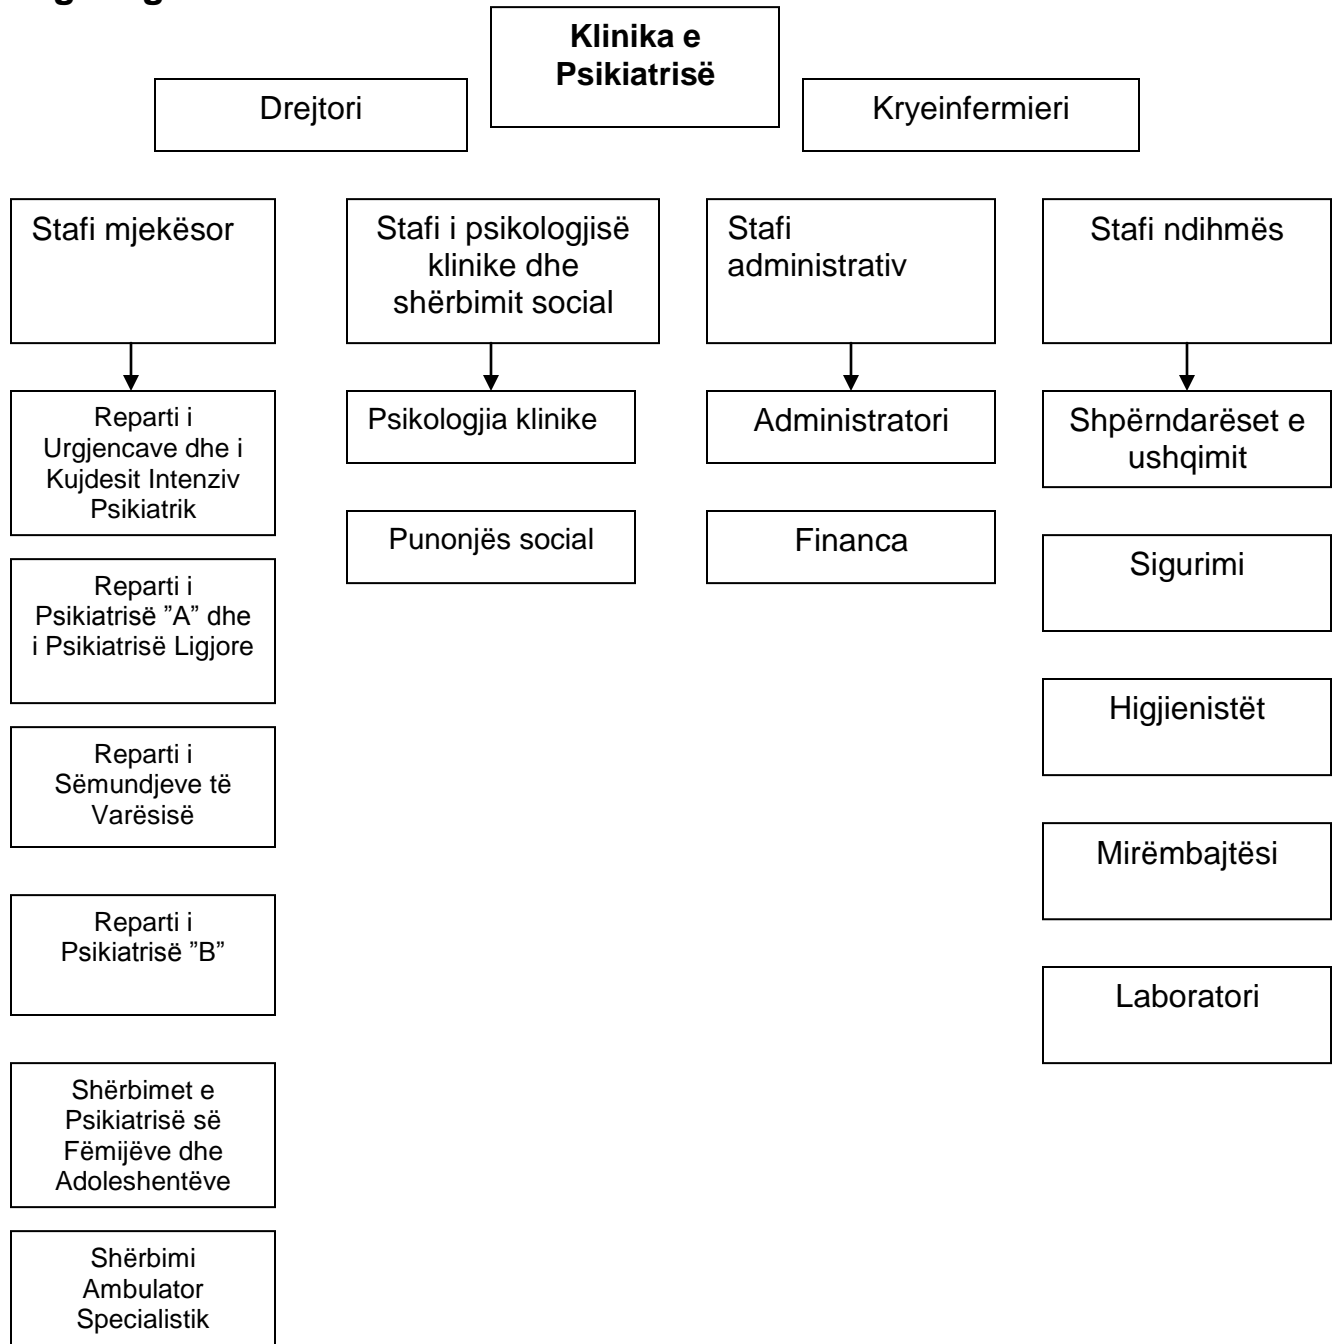 Klinika e
Psikiatrisë
Drejtori
Kryeinfermieri
Stafi mjekësor
Stafi i psikologjisë
klinike dhe
shërbimit social
Stafi
administrativ
Stafi ndihmës
Reparti i
Urgjencave dhe i
Kujdesit Intenziv
Psikiatrik
Psikologjia klinike
Administratori
Shpërndarëset e
ushqimit
Punonjës social
Financa
Sigurimi
Reparti i
Psikiatrisë ”A” dhe
i Psikiatrisë Ligjore
Higjienistët
Reparti i
Sëmundjeve të
Varësisë
Mirëmbajtësi
Reparti i
Psikiatrisë ”B”
Laboratori
Shërbimet e
Psikiatrisë së
Fëmijëve dhe
Adoleshentëve
Shërbimi
Ambulator
Specialistik